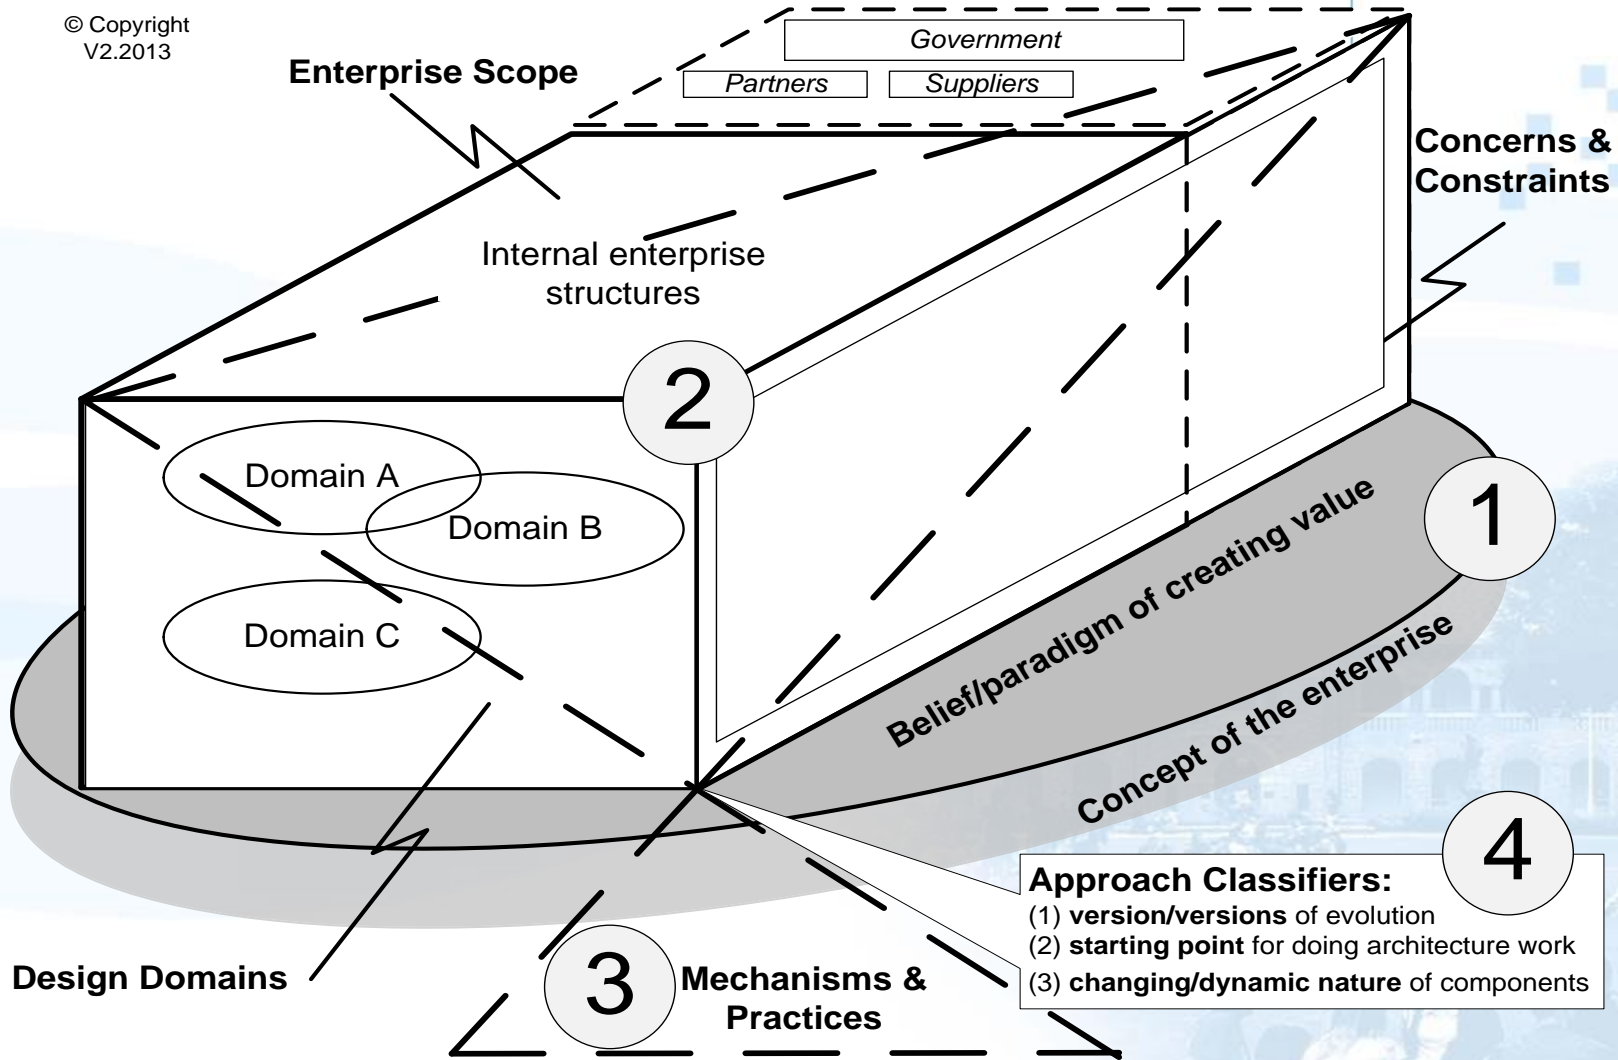 © Copyright
V2.2013
Enterprise Scope
Government
Partners
Suppliers
Concerns &
Constraints
Internal enterprise
structures
2
Domain A
Domain B
Domain C
1
Belief/paradigm of creating value
Concept of the enterprise
4
Approach Classifiers:
(1) version/versions of evolution
(2) starting point for doing architecture work
(3) changing/dynamic nature of components
Design Domains
3
Mechanisms &
Practices